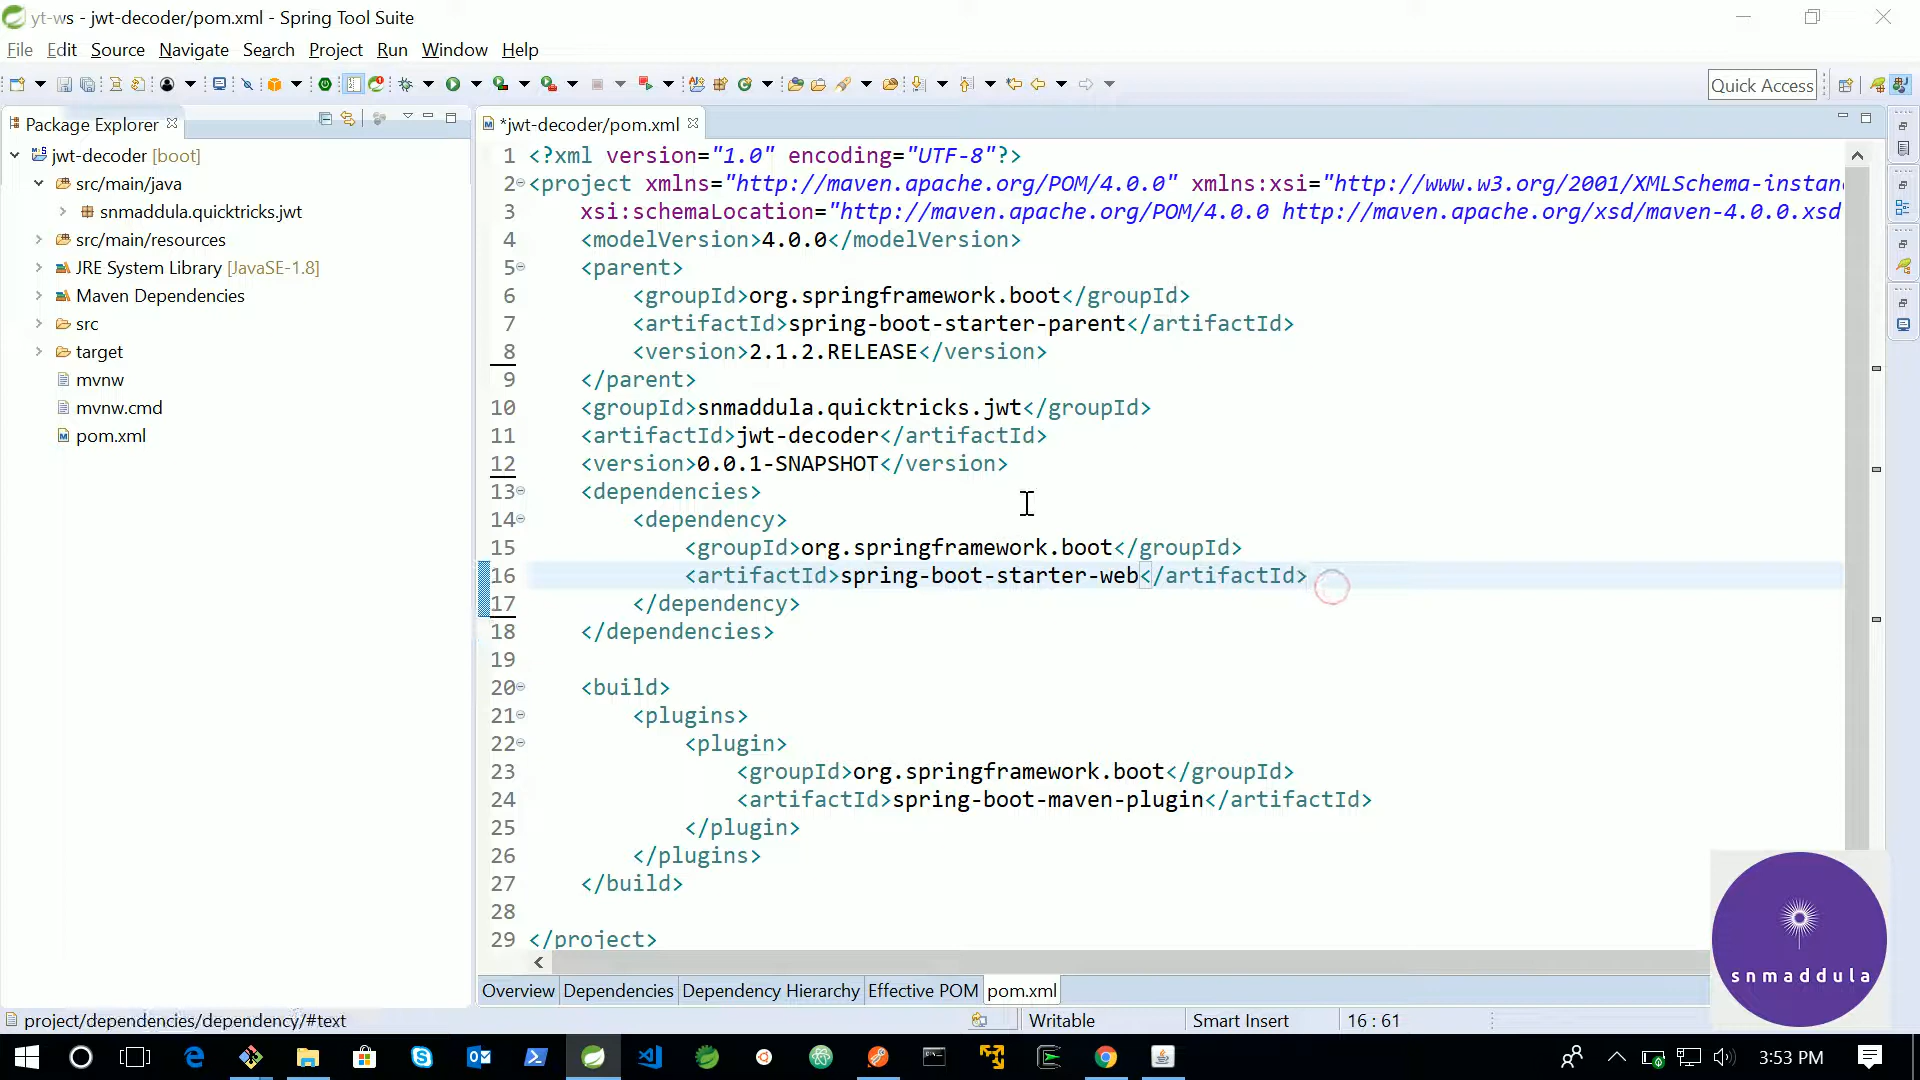 yt-ws - jwt-decoder/pom.xml - Spring Tool Suite
File Edit Source Navigate Search Project Run Window Help
Quick Access
Package Explorer
*jwt-decoder/pom.xml
jwt-decoder [boot]
src/main/java
snmaddula.quicktricks.jwt
src/main/resources
JRE System Library [JavaSE-1.8]
Maven Dependencies
src
target
mvnw
mvnw.cmd
pom.xml
1 <?xml version="1.0" encoding="UTF-8"?>
2 <project xmlns="http://maven.apache.org/POM/4.0.0" xmlns:xsi="http://www.w3.org/2001/XMLSchema-instan
3 xsi:schemaLocation="http://maven.apache.org/POM/4.0.0 http://maven.apache.org/xsd/maven-4.0.0.xsd
4 <modelVersion>4.0.0</modelVersion>
5 <parent>
6 <groupId>org.springframework.boot</groupId>
7 <artifactId>spring-boot-starter-parent</artifactId>
8 <version>2.1.2.RELEASE</version>
9 </parent>
10 <groupId>snmaddula.quicktricks.jwt</groupId>
11 <artifactId>jwt-decoder</artifactId>
12 <version>0.0.1-SNAPSHOT</version>
13 <dependencies>
14 <dependency>
15 <groupId>org.springframework.boot</groupId>
16 <artifactId>spring-boot-starter-web</artifactId>
17 </dependency>
18 </dependencies>
19
20 <build>
21 <plugins>
22 <plugin>
23 <groupId>org.springframework.boot</groupId>
24 <artifactId>spring-boot-maven-plugin</artifactId>
25 </plugin>
26 </plugins>
27 </build>
28
29 </project>
snmaddula
Overview Dependencies Dependency Hierarchy Effective POM pom.xml
project/dependencies/dependency/#text Writable Smart Insert 16 : 61
3:53 PM